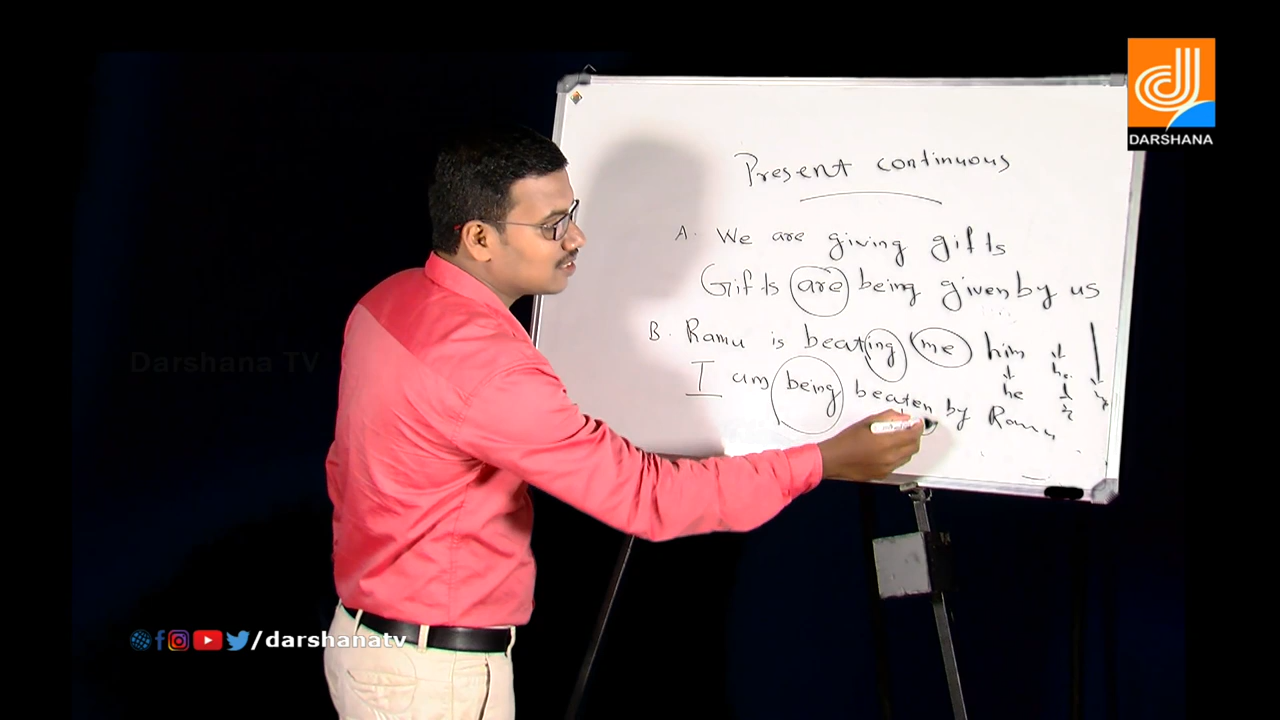 DARSHANA
Present continuous
A. We are giving gifts
Gifts are being given by us
B. Ramu is beating me him
he
I am being beaten by Ramu
Darshana TV
/darshanatv